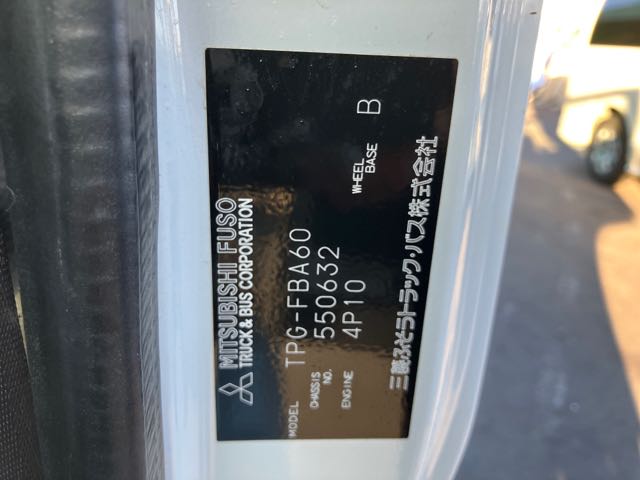 MITSUBISHI FUSO
TRUCK & BUS CORPORATION
MODEL TPG-FBA60
CHASSIS NO. 550632
ENGINE 4P10 WHEEL BASE B
三菱ふそうトラック・バス株式会社